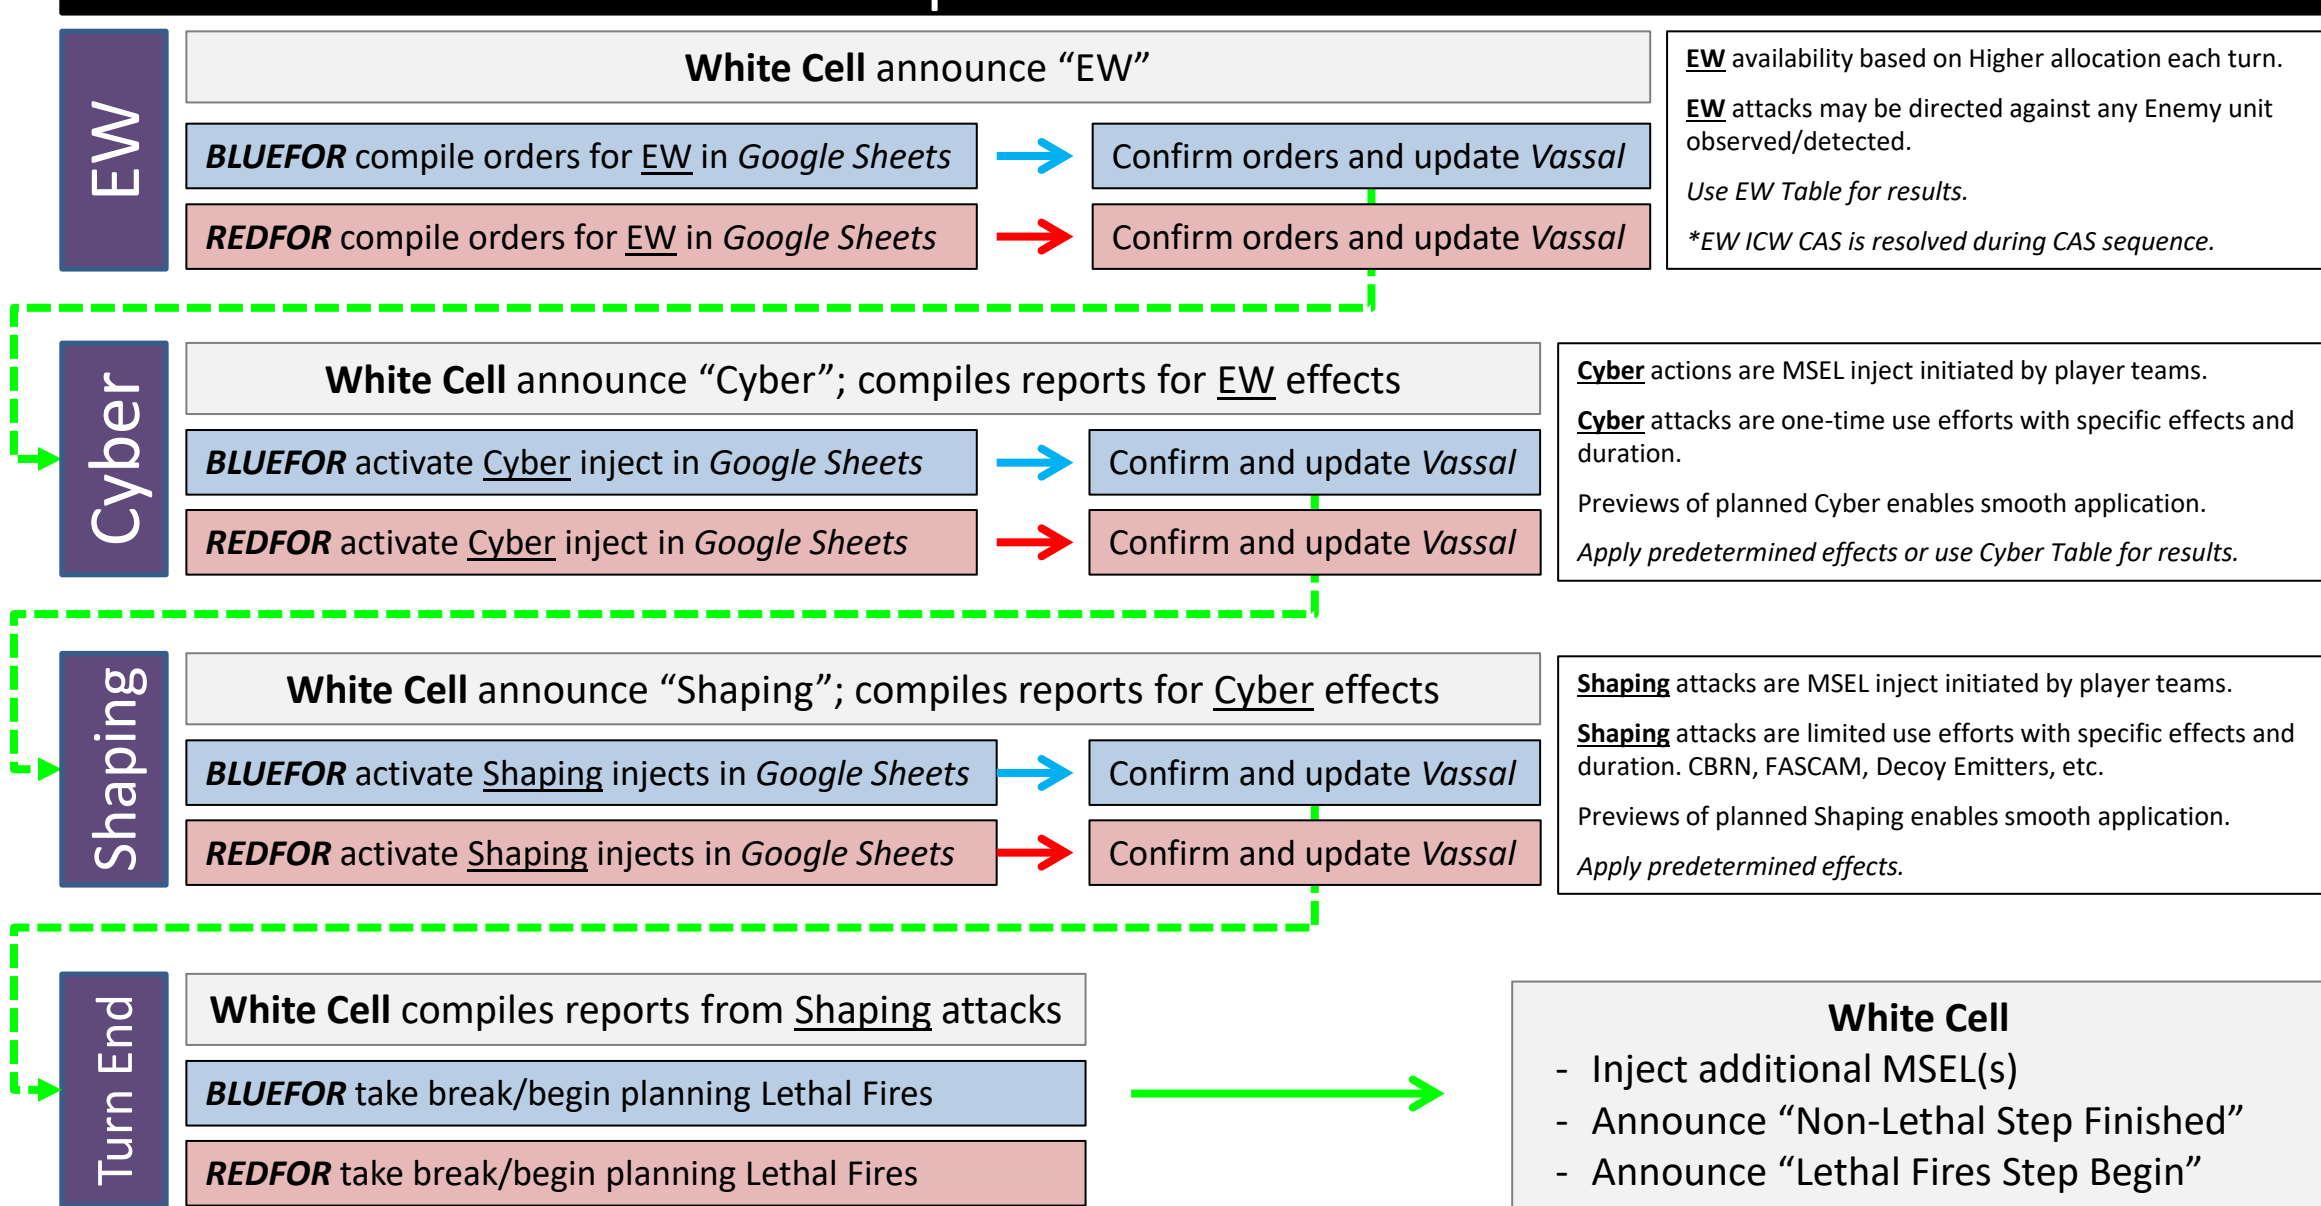 EW
White Cell announce “EW”
BLUEFOR compile orders for EW in Google Sheets
Confirm orders and update Vassal
REDFOR compile orders for EW in Google Sheets
Confirm orders and update Vassal
EW availability based on Higher allocation each turn.
EW attacks may be directed against any Enemy unit
observed/detected.
Use EW Table for results.
*EW ICW CAS is resolved during CAS sequence.
Cyber
White Cell announce “Cyber”; compiles reports for EW effects
BLUEFOR activate Cyber inject in Google Sheets
Confirm and update Vassal
REDFOR activate Cyber inject in Google Sheets
Confirm and update Vassal
Cyber actions are MSEL inject initiated by player teams.
Cyber attacks are one-time use efforts with specific effects and
duration.
Previews of planned Cyber enables smooth application.
Apply predetermined effects or use Cyber Table for results.
Shaping
White Cell announce “Shaping”; compiles reports for Cyber effects
BLUEFOR activate Shaping injects in Google Sheets
Confirm and update Vassal
REDFOR activate Shaping injects in Google Sheets
Confirm and update Vassal
Shaping attacks are MSEL inject initiated by player teams.
Shaping attacks are limited use efforts with specific effects and
duration. CBRN, FASCAM, Decoy Emitters, etc.
Previews of planned Shaping enables smooth application.
Apply predetermined effects.
Turn End
White Cell compiles reports from Shaping attacks
BLUEFOR take break/begin planning Lethal Fires
REDFOR take break/begin planning Lethal Fires
White Cell
- Inject additional MSEL(s)
- Announce “Non-Lethal Step Finished”
- Announce “Lethal Fires Step Begin”